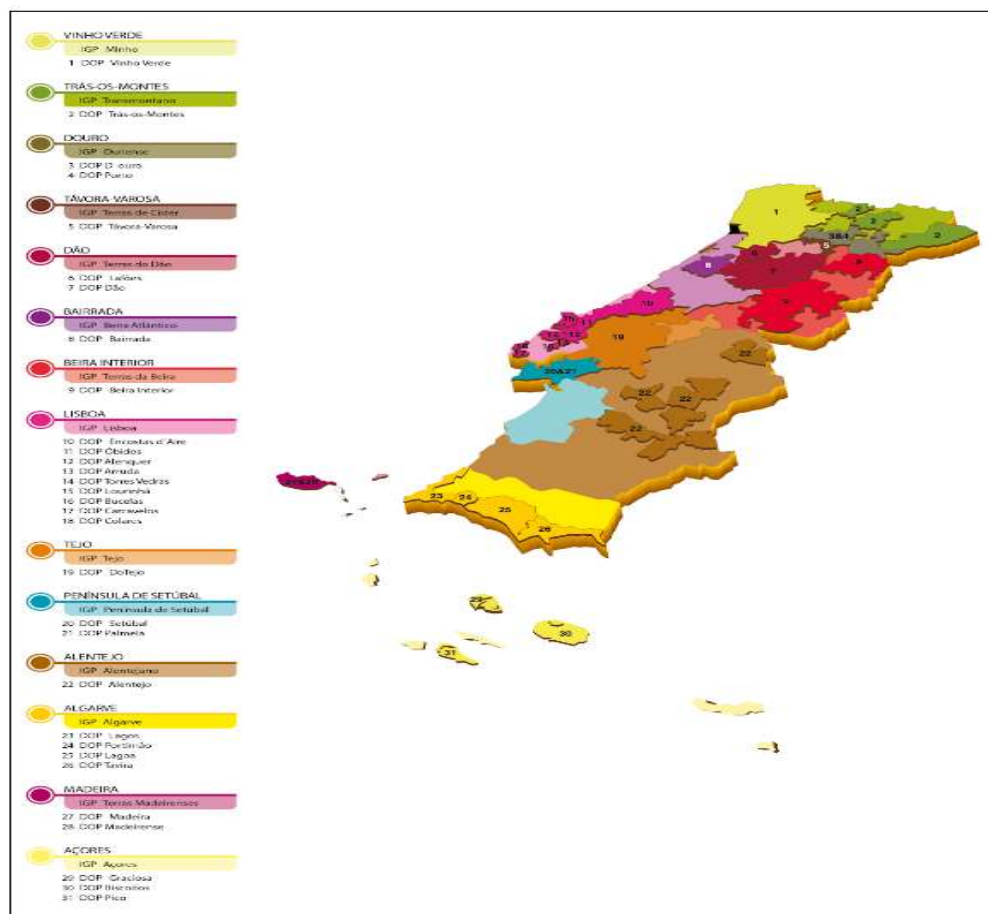 VINHO VERDE
IGP Minho
1 DOP Vinho Verde
TRÁS-OS-MONTES
IGP Transmontano
2 DOP Trás-os-Montes
DOURO
IGP Duriense
3 DOP D ouro
4 DOP Porto
TÁVORA-VAROSA
IGP Terras de Cister
5 DOP Távora-Varosa
DÃO
IGP Terras do Dão
6 DOP Lafões
7 DOP Dão
BAIRRADA
IGP Beira Atlântico
8 DOP Bairrada
BEIRA INTERIOR
IGP Terras da Beira
9 DOP Beira Interior
LISBOA
IGP Lisboa
10 DOP Encostas d'Aire
11 DOP Óbidos
12 DOP Alenquer
13 DOP Arruda
14 DOP Torres Vedras
15 DOP Lourinhã
16 DOP Bucelas
17 DOP Carcavelos
18 DOP Colares
TEJO
IGP Tejo
19 DOP DoTejo
PENÍNSULA DE SETÚBAL
IGP Península de Setúbal
20 DOP Setúbal
21 DOP Palmela
ALENTEJO
IGP Alentejano
22 DOP Alentejo
ALGARVE
IGP Algarve
23 DOP Lagos
24 DOP Portimão
25 DOP Lagoa
26 DOP Tavira
MADEIRA
IGP Terras Madeirenses
27 DOP Madeira
28 DOP Madeirense
AÇORES
IGP Açores
29 DOP Graciosa
30 DOP Biscoitos
31 DOP Pico
1
2
2
3&4
2
5
6
8
7
9
9
10
11
19
20&21
22
22
22
22
23
24
25
26
29
30
31